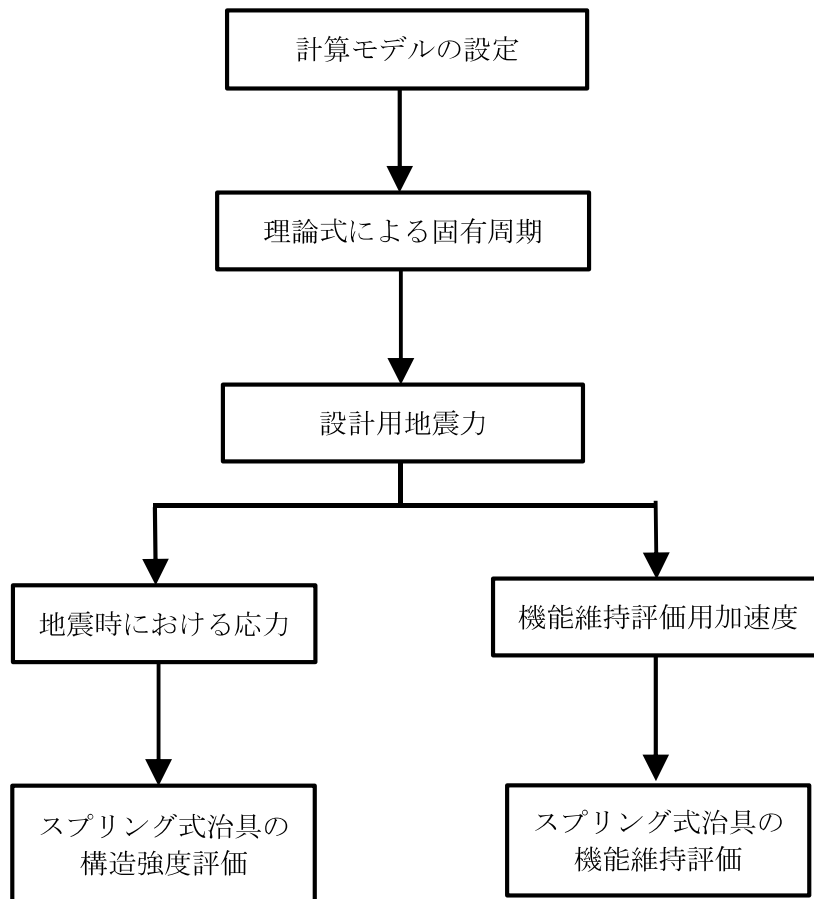 計算モデルの設定
理論式による固有周期
設計用地震力
地震時における応力
機能維持評価用加速度
スプリング式治具の
構造強度評価
スプリング式治具の
機能維持評価